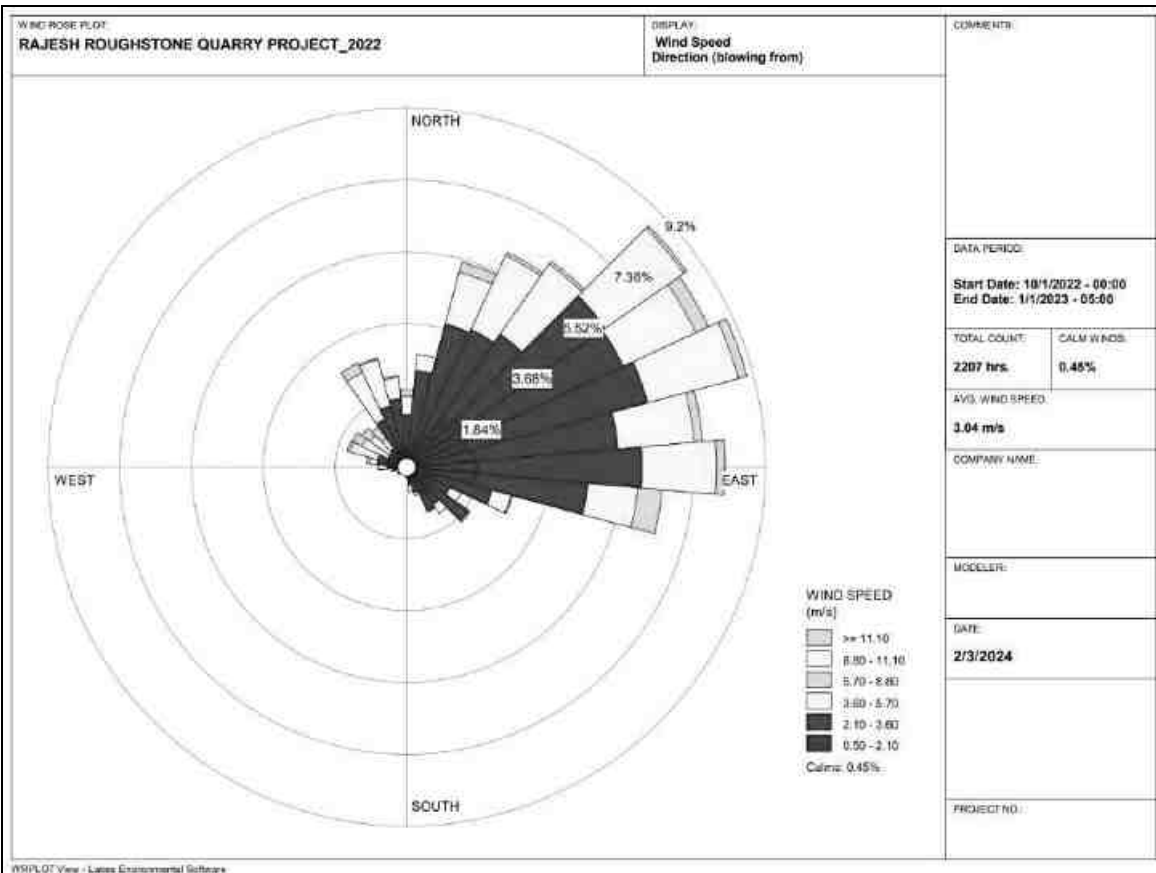 WIND ROSE PLOT:
RAJESH ROUGHSTONE QUARRY PROJECT_2022
DISPLAY:
Wind Speed
Direction (blowing from)
COMMENTS:
NORTH
9.2%
7.36%
5.52%
3.68%
1.84%
WEST
EAST
SOUTH
WIND SPEED
(m/s)
>= 11.10
8.80 - 11.10
5.70 - 8.80
3.60 - 5.70
2.10 - 3.60
0.50 - 2.10
Calms: 0.45%
DATA PERIOD:
Start Date: 10/1/2022 - 00:00
End Date: 1/1/2023 - 05:00
TOTAL COUNT:
2207 hrs.
CALM WINDS:
0.45%
AVG. WIND SPEED:
3.04 m/s
COMPANY NAME:
MODELER:
DATE:
2/3/2024
PROJECT NO.:
WRPLOT View - Lakes Environmental Software